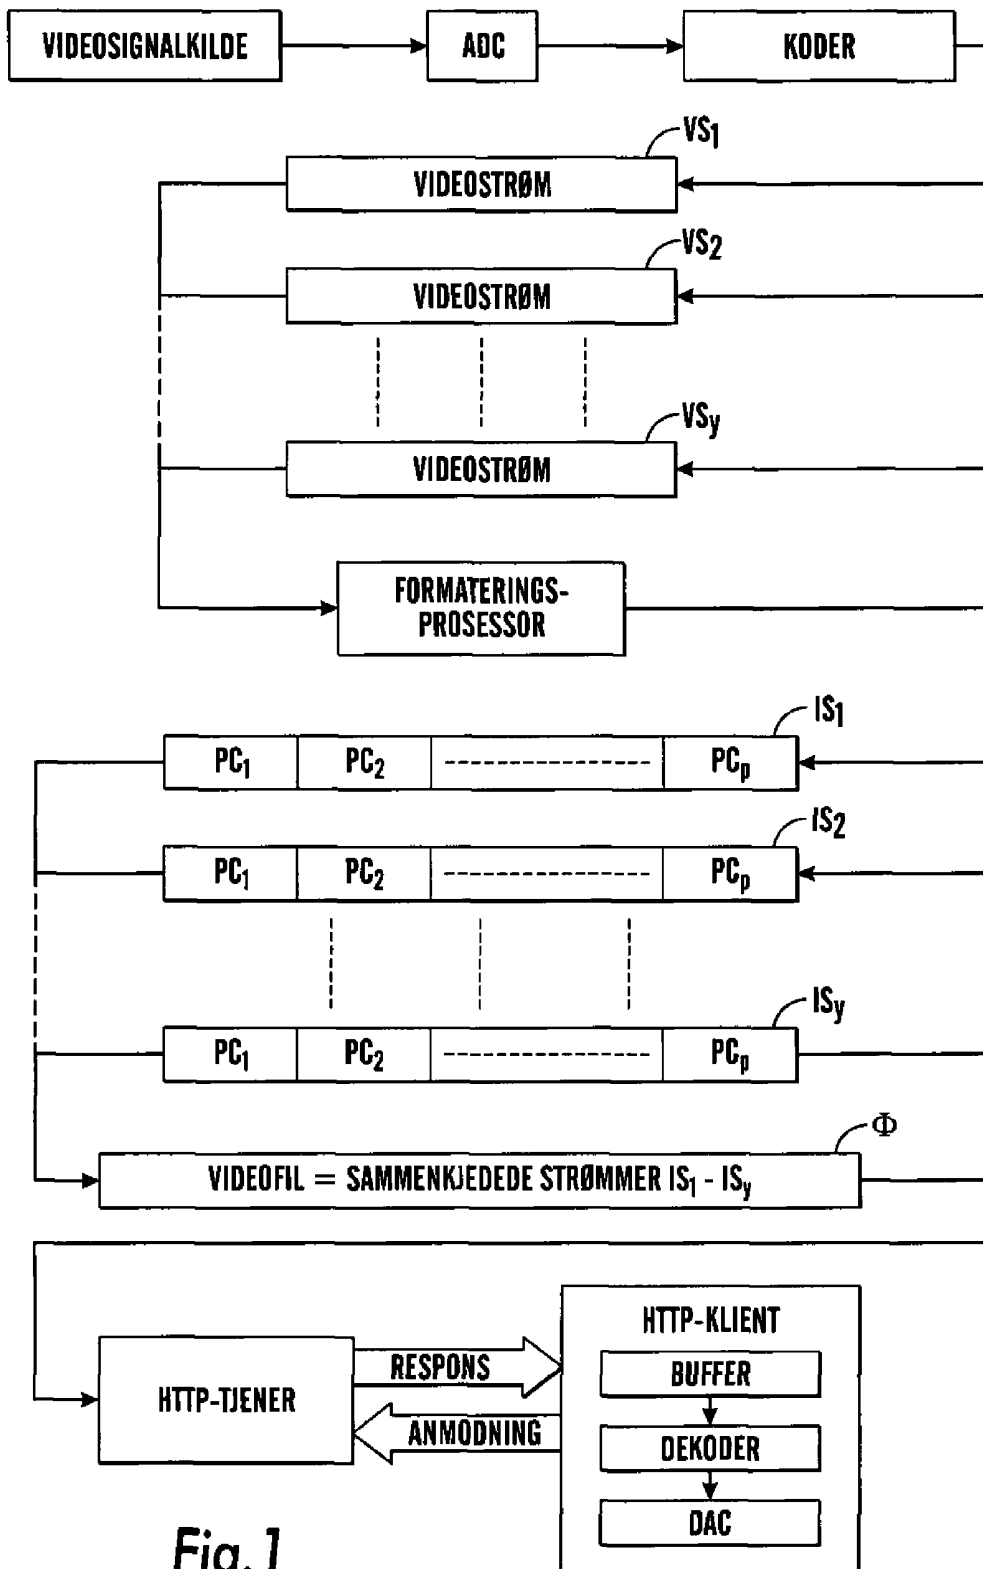 VIDEOSIGNALKILDE
ADC
KODER
VS1
VIDEOSTRØM
VS2
VIDEOSTRØM
VSy
VIDEOSTRØM
FORMATERINGS-
PROSESSOR
IS1
PC1 PC2 PCp
IS2
PC1 PC2 PCp
ISy
PC1 PC2 PCp
Φ
VIDEOFIL = SAMMENKJEDEDE STRØMMER IS1 - ISy
HTTP-KLIENT
RESPONS
BUFFER
HTTP-TJENER
ANMODNING
DEKODER
DAC
Fig. 1